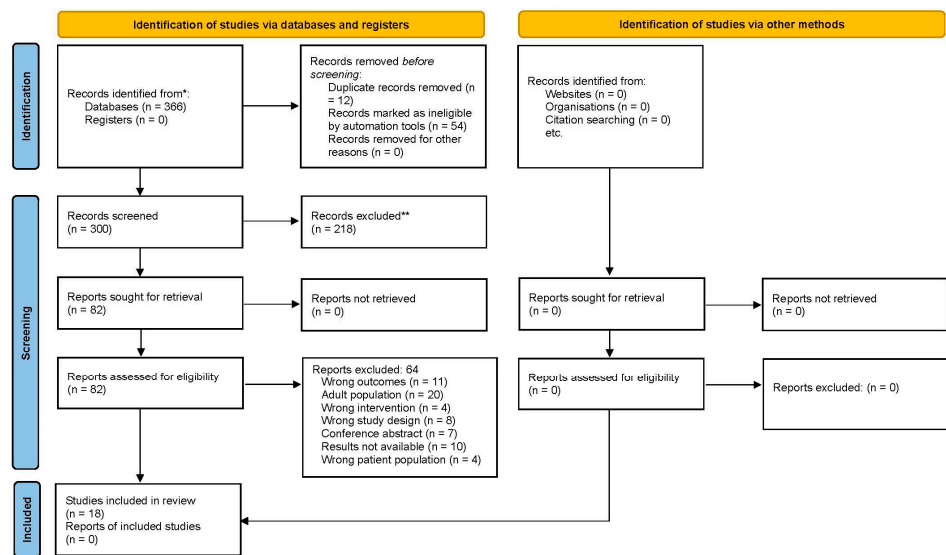 Identification of studies via databases and registers
Identification of studies via other methods
Identification
Records identified from*:
Databases (n = 366)
Registers (n = 0)
Records removed before
screening:
Duplicate records removed (n
= 12)
Records marked as ineligible
by automation tools (n = 54)
Records removed for other
reasons (n = 0)
Records identified from:
Websites (n = 0)
Organisations (n = 0)
Citation searching (n = 0)
etc.
Screening
Records screened
(n = 300)
Records excluded**
(n = 218)
Reports sought for retrieval
(n = 82)
Reports not retrieved
(n = 0)
Reports sought for retrieval
(n = 0)
Reports not retrieved
(n = 0)
Reports assessed for eligibility
(n = 82)
Reports excluded: 64
Wrong outcomes (n = 11)
Adult population (n = 20)
Wrong intervention (n = 4)
Wrong study design (n = 8)
Conference abstract (n = 7)
Results not available (n = 10)
Wrong patient population (n = 4)
Reports assessed for eligibility
(n = 0)
Reports excluded: (n = 0)
Included
Studies included in review
(n = 18)
Reports of included studies
(n = 0)